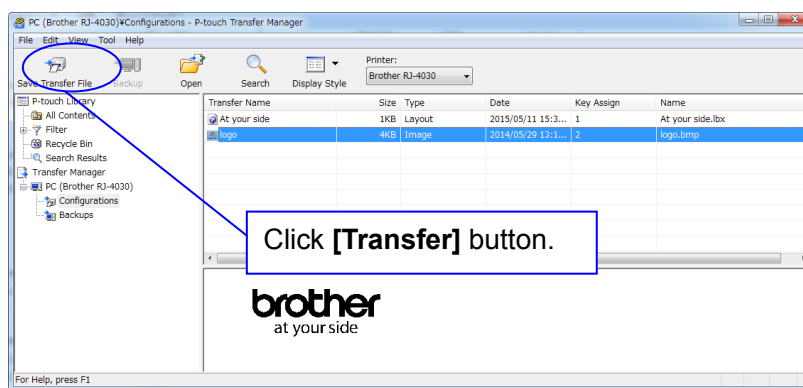 PC (Brother RJ-4030)¥Configurations - P-touch Transfer Manager
File Edit View Tool Help
Save Transfer File Backup Open Search Display Style
Printer:
Brother RJ-4030
P-touch Library
All Contents
Filter
Recycle Bin
Search Results
Transfer Manager
PC (Brother RJ-4030)
Configurations
Backups
Transfer Name Size Type Date Key Assign Name
At your side 1KB Layout 2015/05/11 15:3... 1 At your side.lbx
logo 4KB Image 2014/05/29 13:1... 2 logo.bmp
Click [Transfer] button.
brother
at your side
For Help, press F1